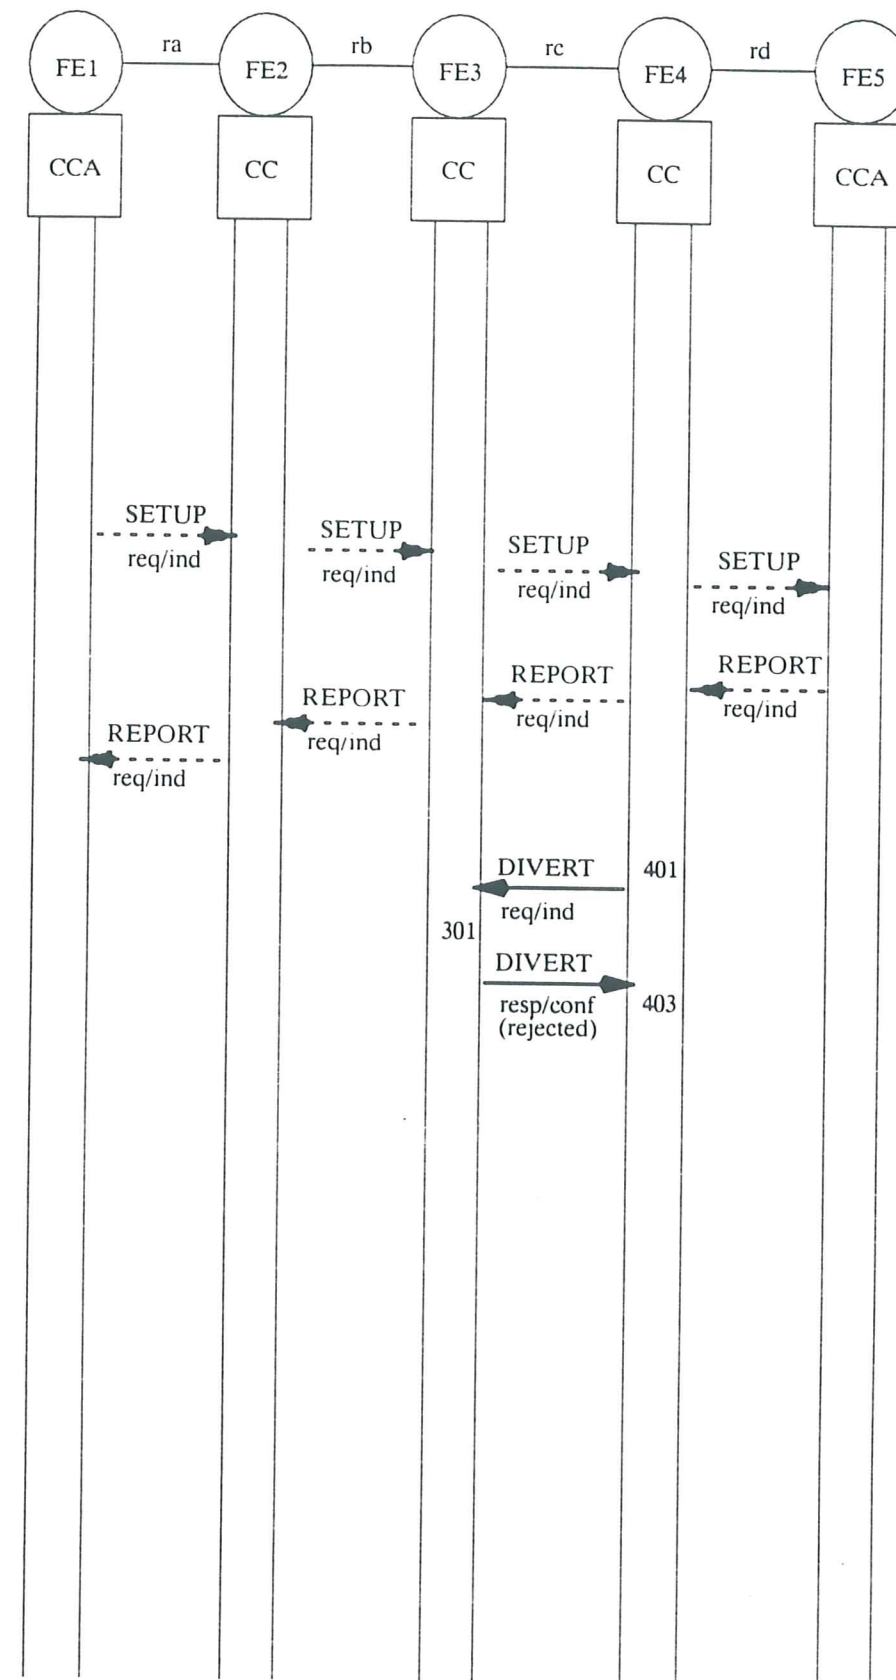 FE1 ra FE2 rb FE3 rc FE4 rd FE5
CCA CC CC CC CCA
SETUP
req/ind
SETUP
req/ind
SETUP
req/ind
SETUP
req/ind
REPORT
req/ind
REPORT
req/ind
REPORT
req/ind
REPORT
req/ind
DIVERT 401
req/ind
301
DIVERT
resp/conf 403
(rejected)